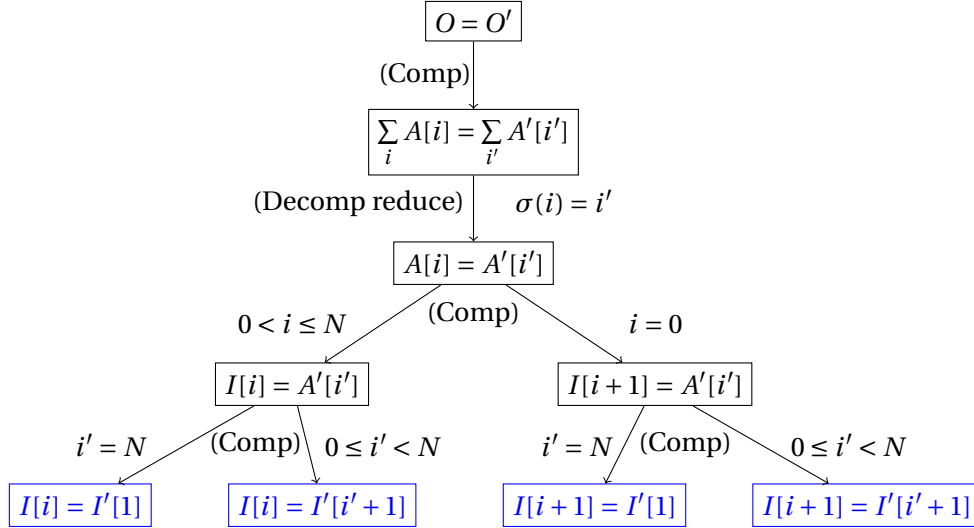 O = O′
(Comp)
∑_i A[i] = ∑_{i′} A′[i′]
(Decomp reduce) σ(i) = i′
A[i] = A′[i′]
(Comp)
0 < i ≤ N i = 0
I[i] = A′[i′] I[i + 1] = A′[i′]
i′ = N (Comp) 0 ≤ i′ < N i′ = N (Comp) 0 ≤ i′ < N
I[i] = I′[1] I[i] = I′[i′ + 1] I[i + 1] = I′[1] I[i + 1] = I′[i′ + 1]